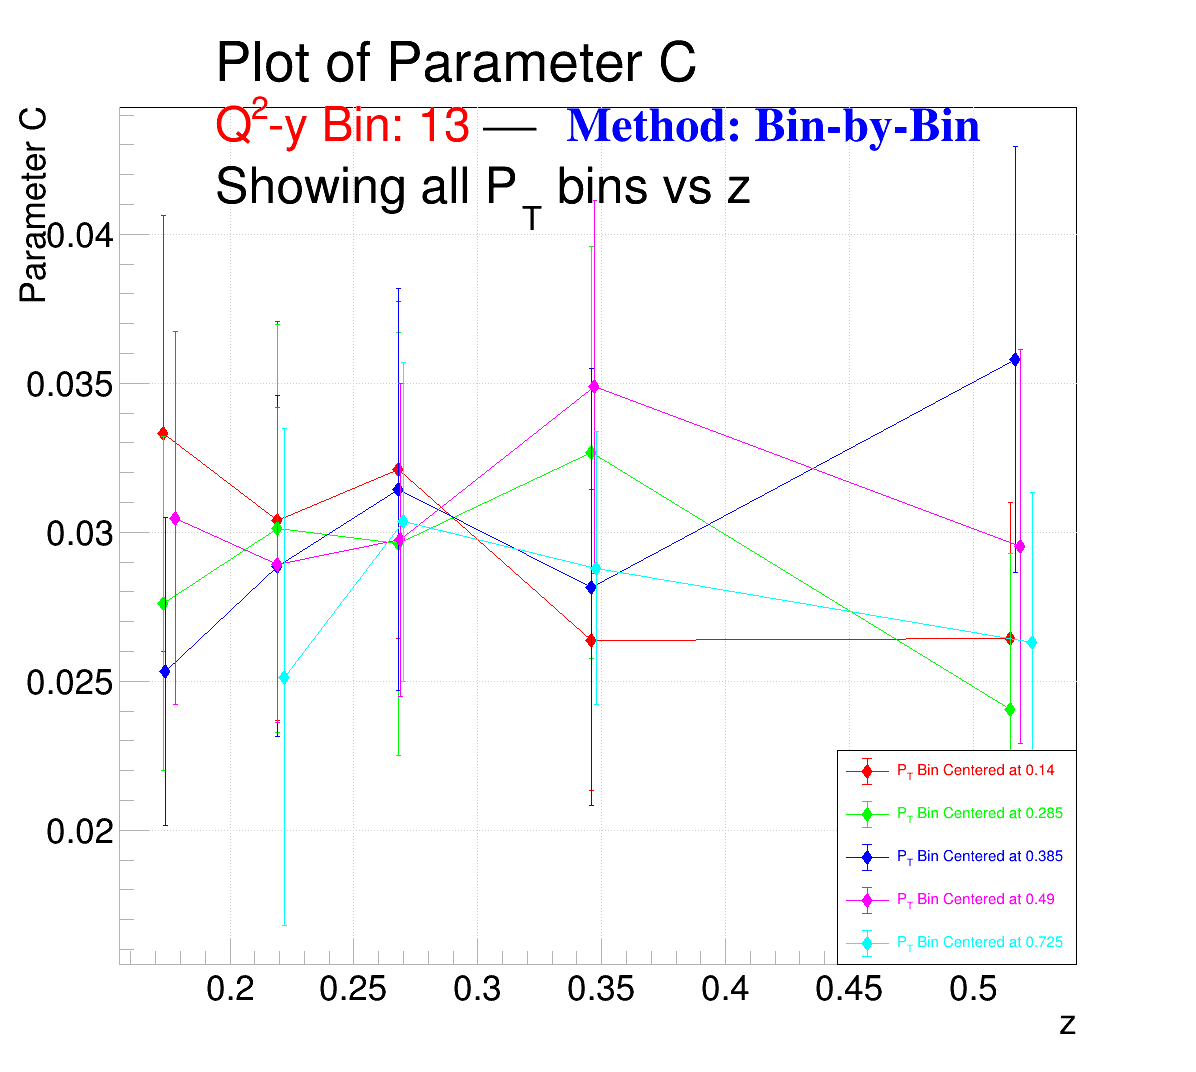 Plot of Parameter C
Q2-y Bin: 13 — Method: Bin-by-Bin
Showing all PT bins vs z
Parameter C
0.04
0.035
0.03
0.025
0.02
PT Bin Centered at 0.14
PT Bin Centered at 0.285
PT Bin Centered at 0.385
PT Bin Centered at 0.49
PT Bin Centered at 0.725
0.2 0.25 0.3 0.35 0.4 0.45 0.5
z